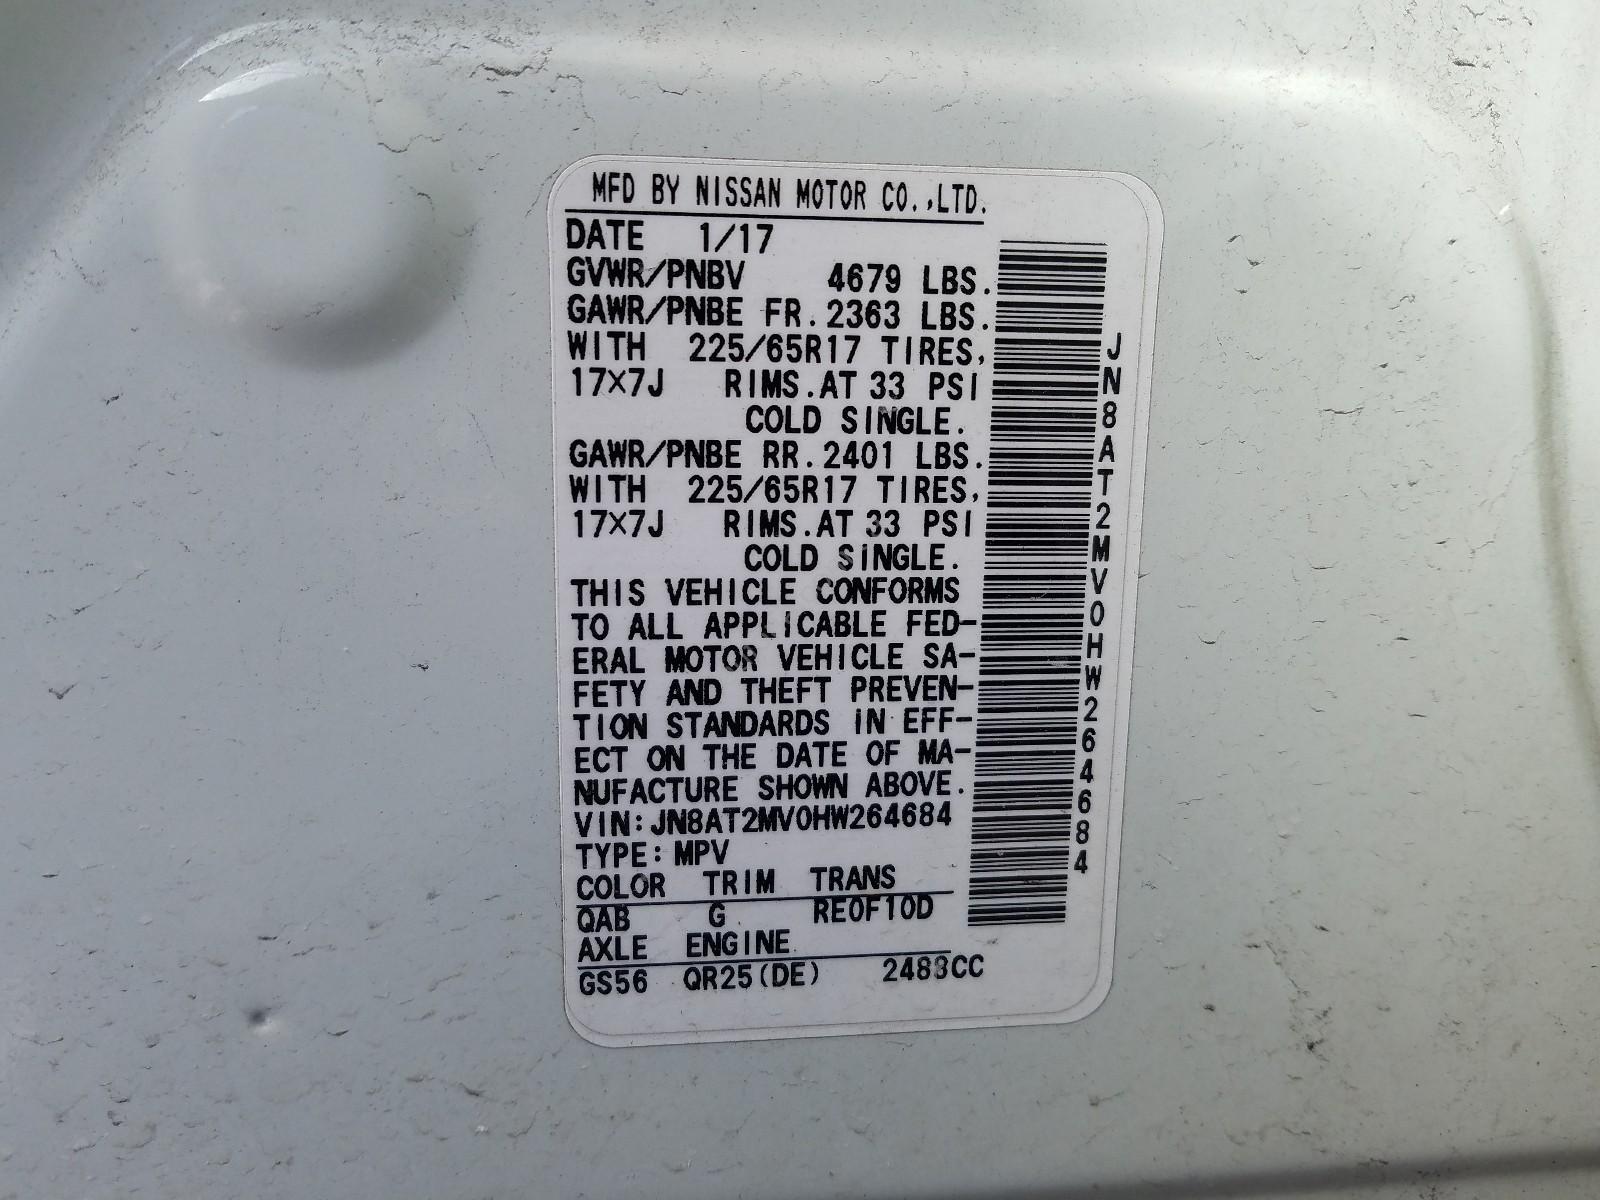 MFD BY NISSAN MOTOR CO.,LTD.
DATE 1/17
GVWR/PNBV 4679 LBS.
GAWR/PNBE FR.2363 LBS.
WITH 225/65R17 TIRES,
17×7J RIMS.AT 33 PSI
COLD SINGLE.
GAWR/PNBE RR.2401 LBS.
WITH 225/65R17 TIRES,
17×7J RIMS.AT 33 PSI
COLD SINGLE.
THIS VEHICLE CONFORMS
TO ALL APPLICABLE FED-
ERAL MOTOR VEHICLE SA-
FETY AND THEFT PREVEN-
TION STANDARDS IN EFF-
ECT ON THE DATE OF MA-
NUFACTURE SHOWN ABOVE.
VIN:JN8AT2MV0HW264684
TYPE:MPV
COLOR TRIM TRANS
QAB G RE0F10D
AXLE ENGINE
GS56 QR25(DE) 2488CC
JN8AT2MV0HW264684